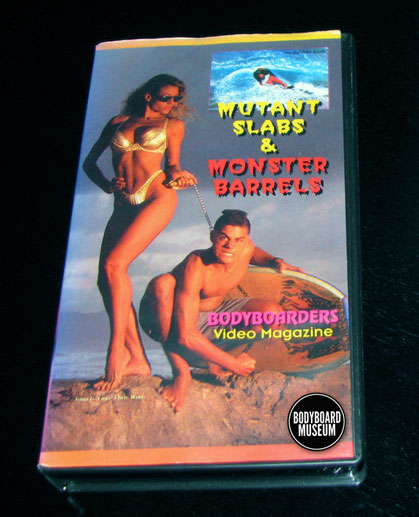 MUTANT
SLABS
&
MONSTER
BARRELS
BODYBOARDERS
Video Magazine
BODYBOARD
MUSEUM